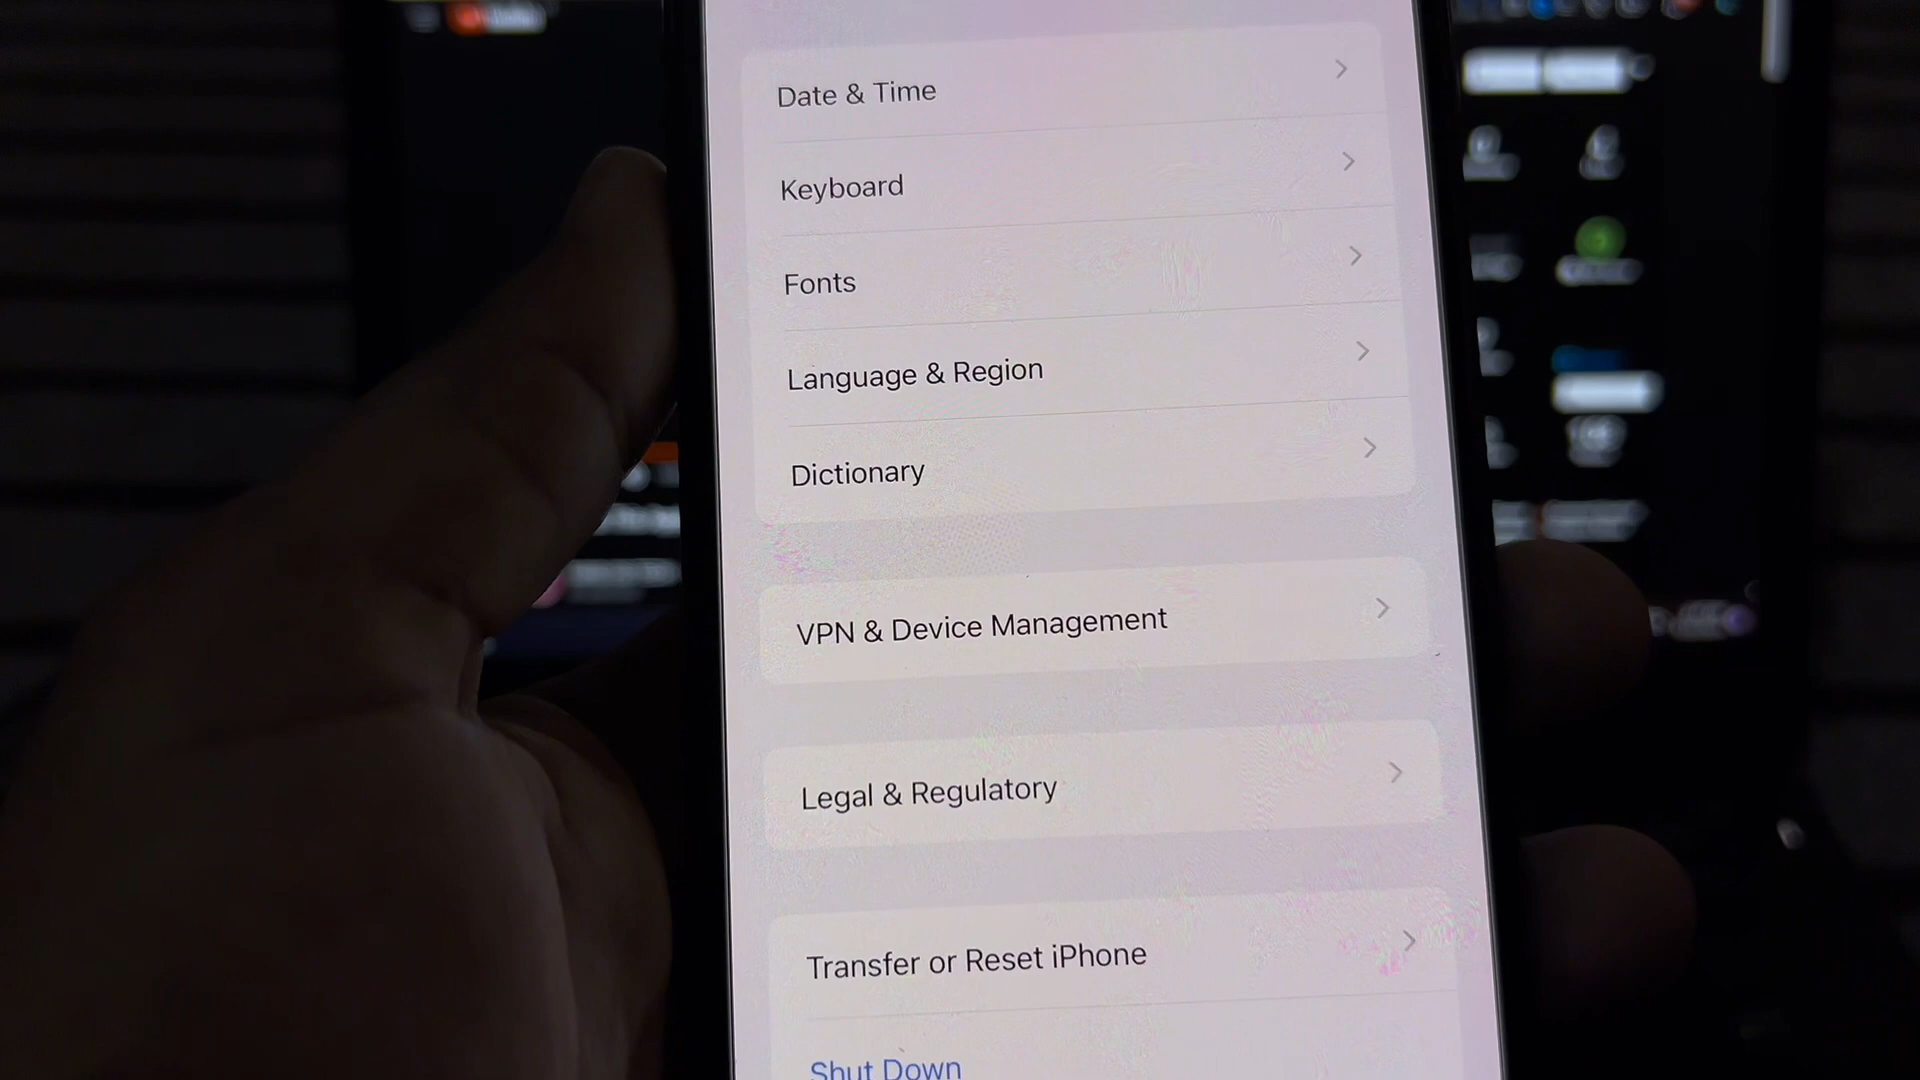 Date & Time
Keyboard
Fonts
Language & Region
Dictionary
VPN & Device Management
Legal & Regulatory
Transfer or Reset iPhone
Shut Down